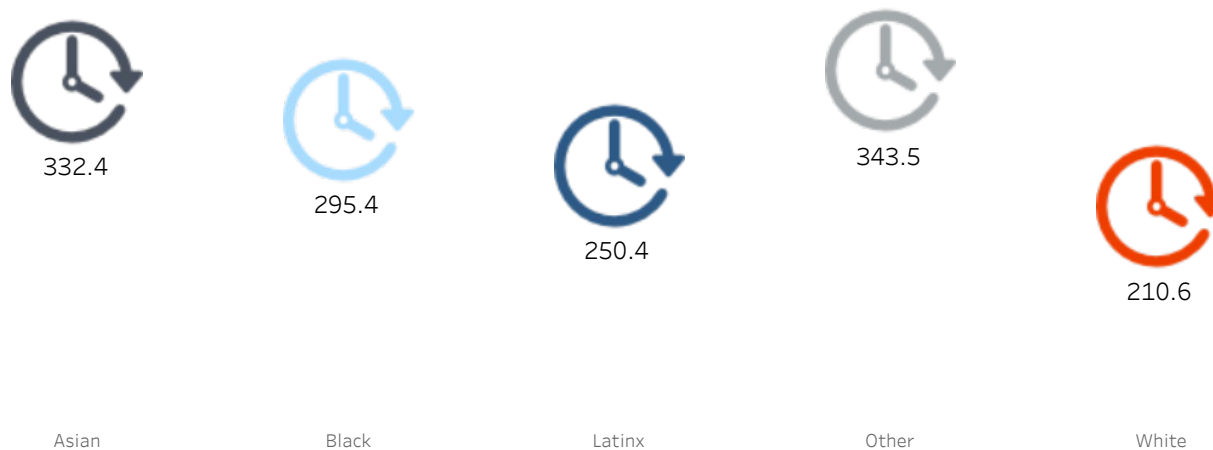 332.4
295.4
250.4
343.5
210.6
Asian
Black
Latinx
Other
White